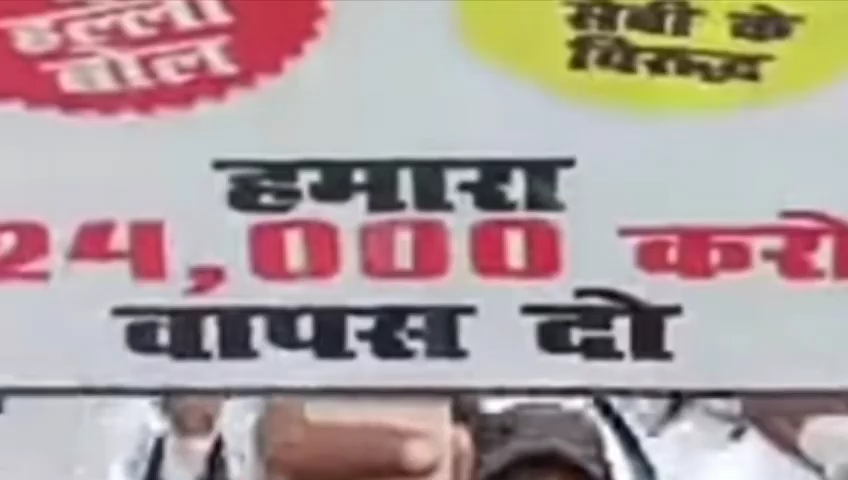 हल्ला
बोल
सेबी के
विरुद्ध
हमारा
24,000 करो
वापस दो